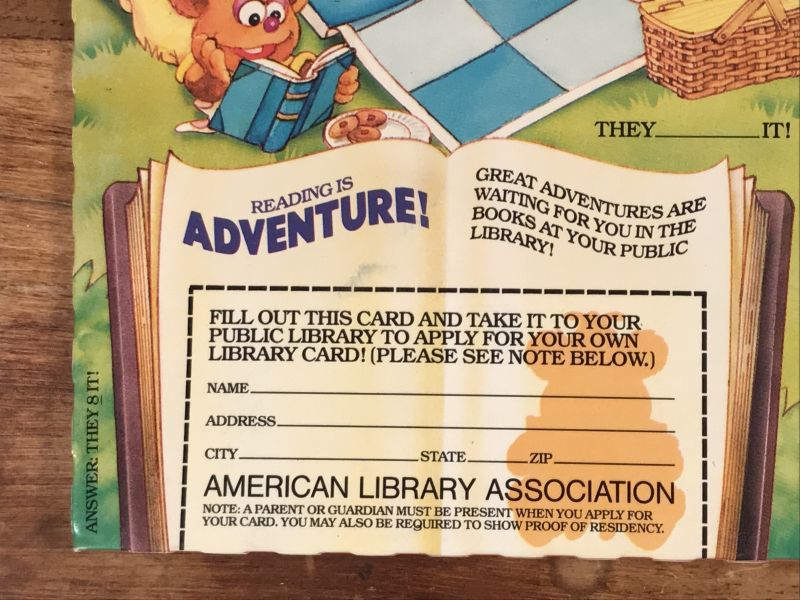 THEY__________IT!
READING IS
ADVENTURE!
GREAT ADVENTURES ARE
WAITING FOR YOU IN THE
BOOKS AT YOUR PUBLIC
LIBRARY!
FILL OUT THIS CARD AND TAKE IT TO YOUR
PUBLIC LIBRARY TO APPLY FOR YOUR OWN
LIBRARY CARD! (PLEASE SEE NOTE BELOW.)
NAME
ADDRESS
CITY STATE ZIP
AMERICAN LIBRARY ASSOCIATION
NOTE: A PARENT OR GUARDIAN MUST BE PRESENT WHEN YOU APPLY FOR
YOUR CARD. YOU MAY ALSO BE REQUIRED TO SHOW PROOF OF RESIDENCY.
ANSWER: THEY 8 IT!